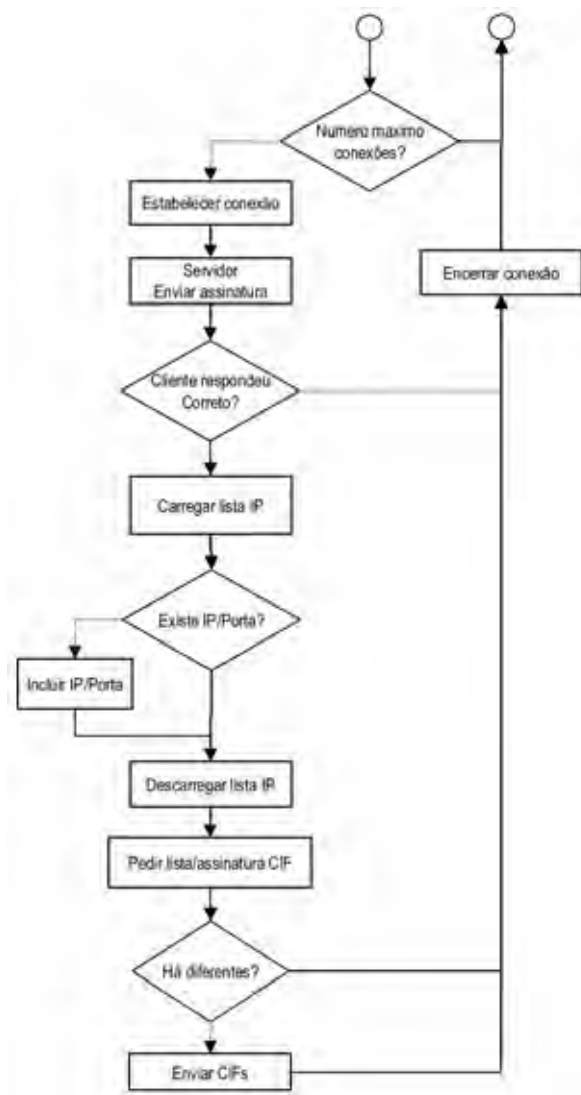 Numero maximo
conexões?
Estabelecer conexão
Servidor
Enviar assinatura
Encerrar conexão
Cliente respondeu
Correto?
Carregar lista IP
Existe IP/Porta?
Incluir IP/Porta
Descarregar lista IR
Pedir lista/assinatura CIF
Há diferentes?
Enviar CIFs